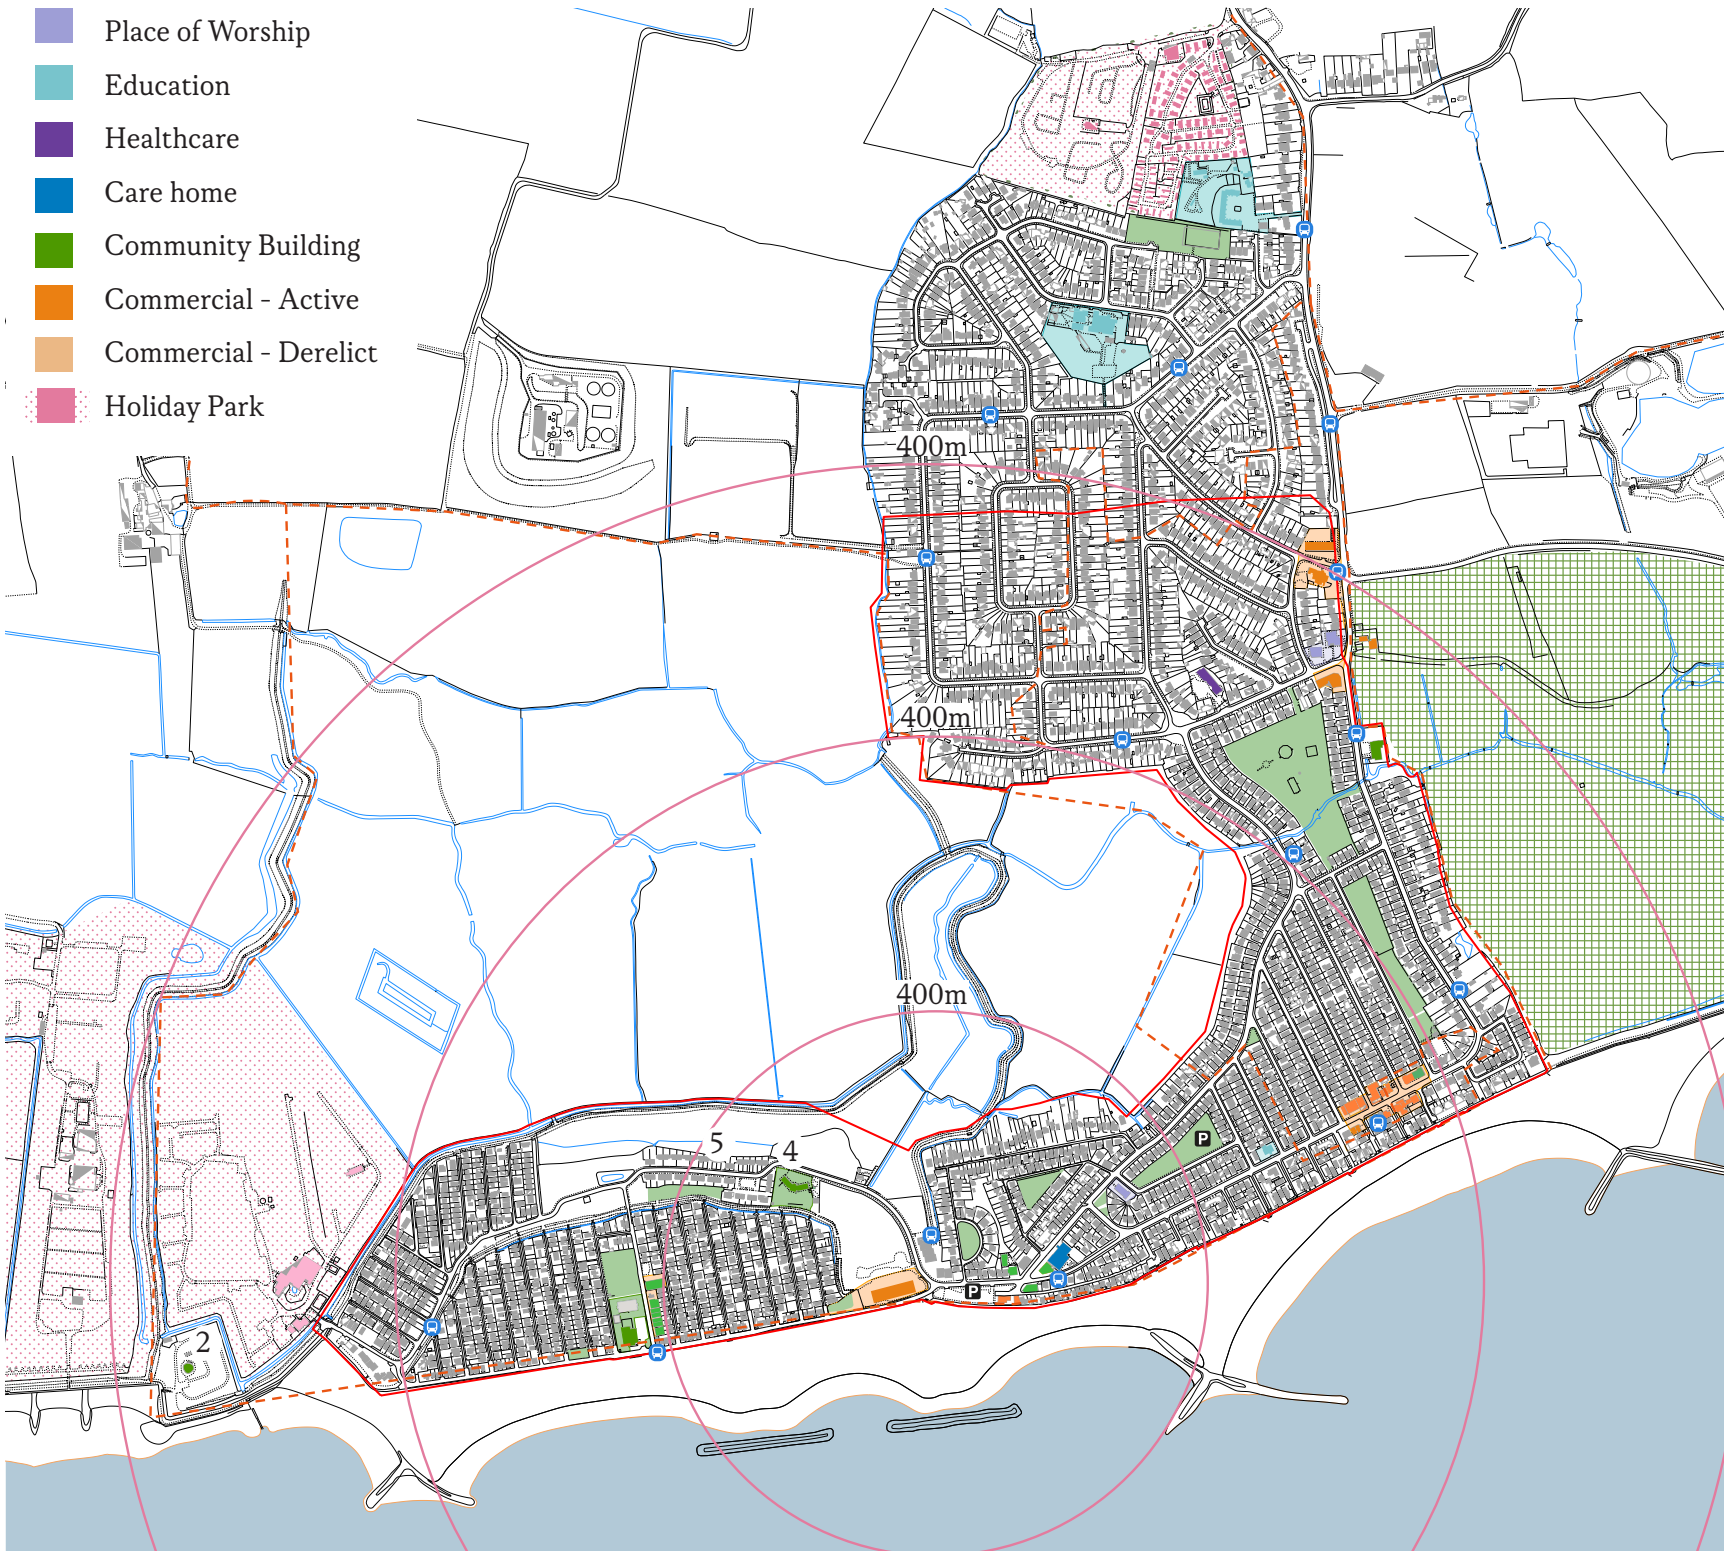 Place of Worship
Education
Healthcare
Care home
Community Building
Commercial - Active
Commercial - Derelict
Holiday Park
400m
400m
400m
5
4
P
P
2